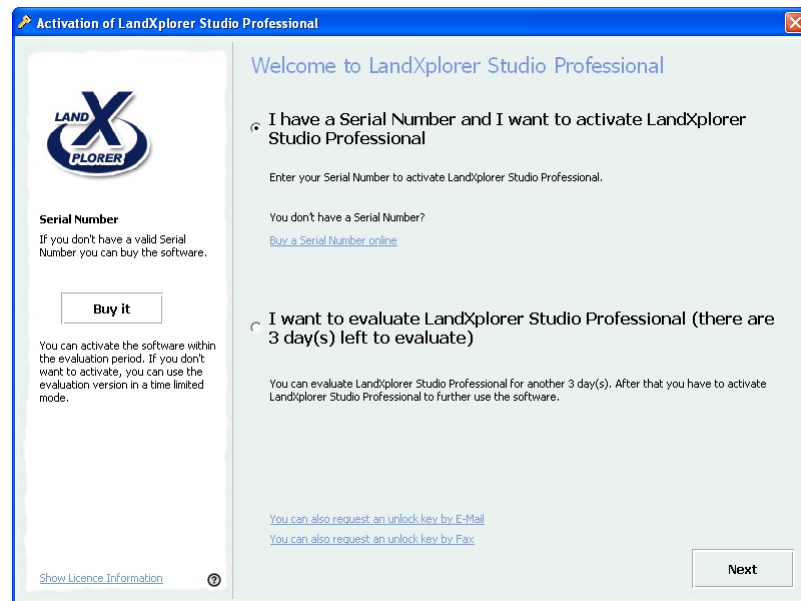 Activation of LandXplorer Studio Professional
LAND
X
PLORER
Serial Number
If you don't have a valid Serial
Number you can buy the software.
Buy it
You can activate the software within
the evaluation period. If you don't
want to activate, you can use the
evaluation version in a time limited
mode.
Show Licence Information
?
Welcome to LandXplorer Studio Professional
I have a Serial Number and I want to activate LandXplorer
Studio Professional
Enter your Serial Number to activate LandXplorer Studio Professional.
You don't have a Serial Number?
Buy a Serial Number online
I want to evaluate LandXplorer Studio Professional (there are
3 day(s) left to evaluate)
You can evaluate LandXplorer Studio Professional for another 3 day(s). After that you have to activate
LandXplorer Studio Professional to further use the software.
You can also request an unlock key by E-Mail
You can also request an unlock key by Fax
Next